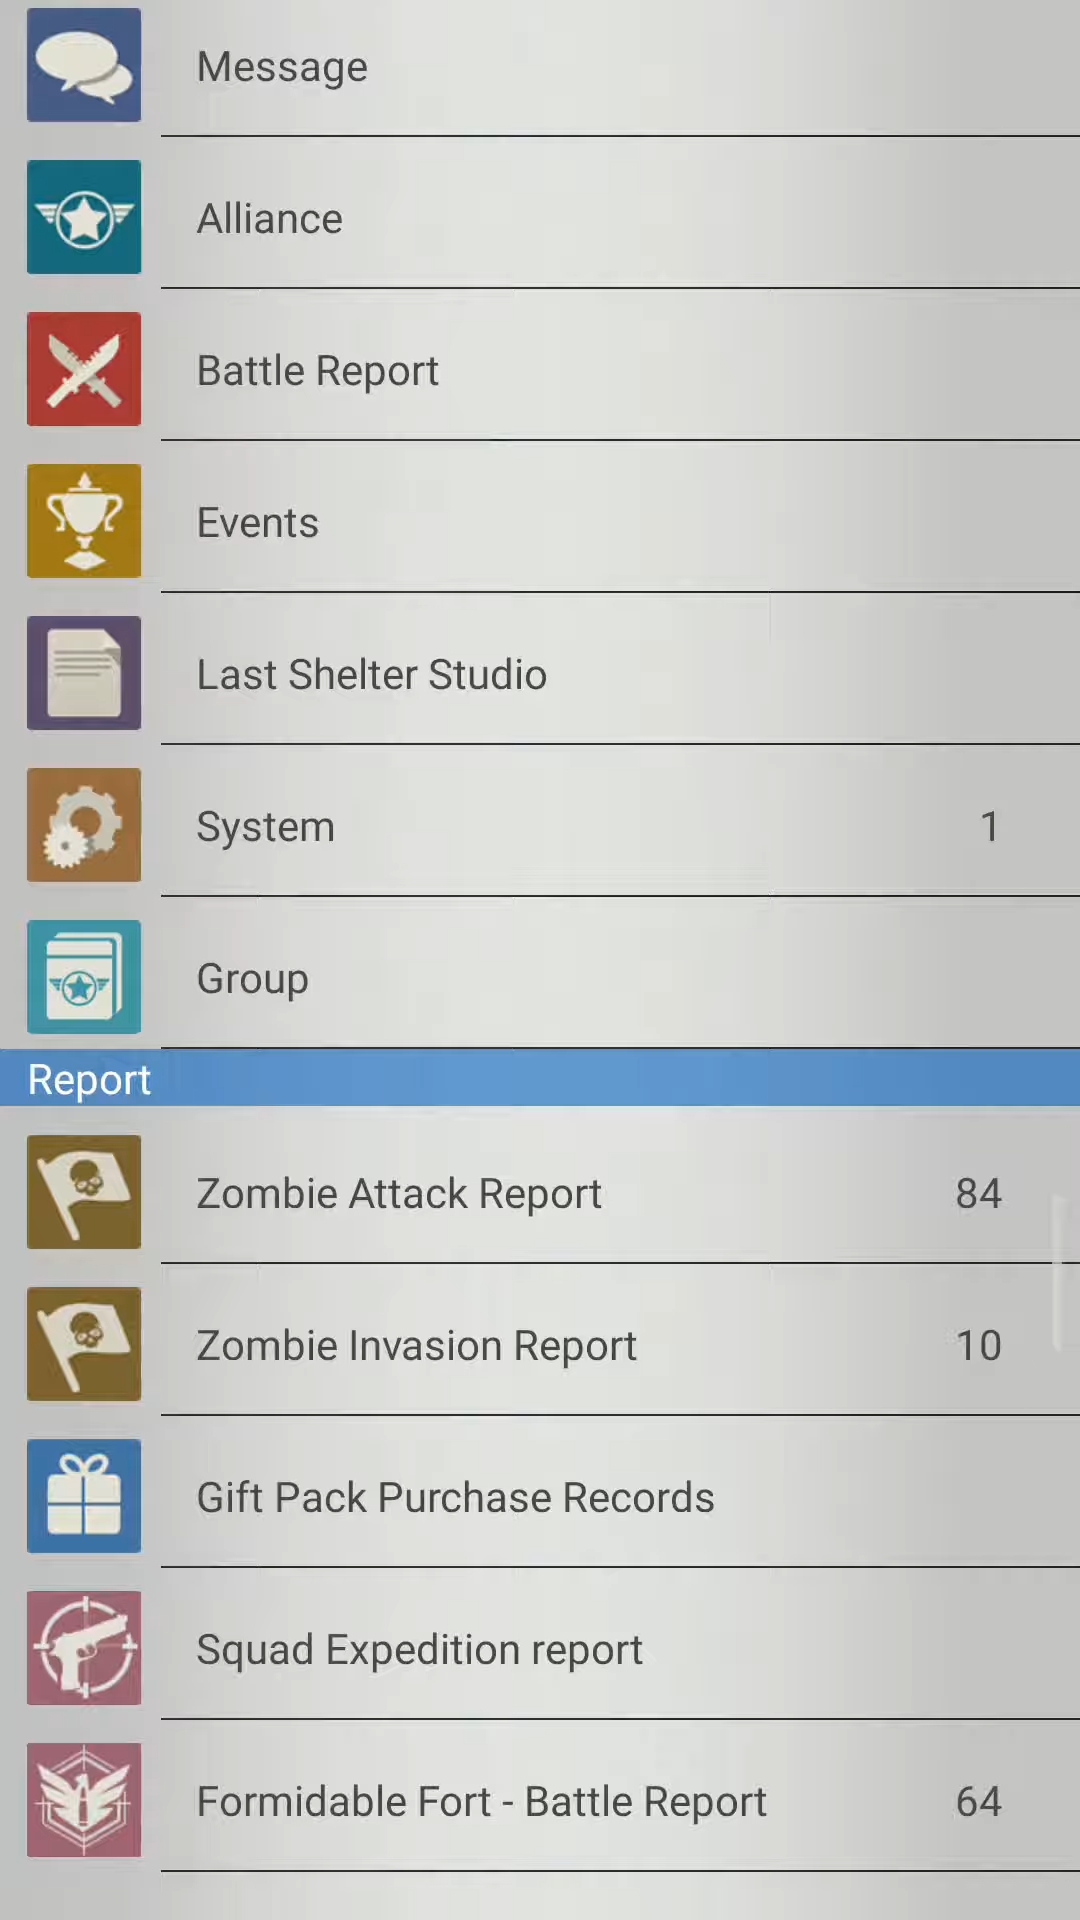 Message
Alliance
Battle Report
Events
Last Shelter Studio
System 1
Group
Report
Zombie Attack Report 84
Zombie Invasion Report 10
Gift Pack Purchase Records
Squad Expedition report
Formidable Fort - Battle Report 64